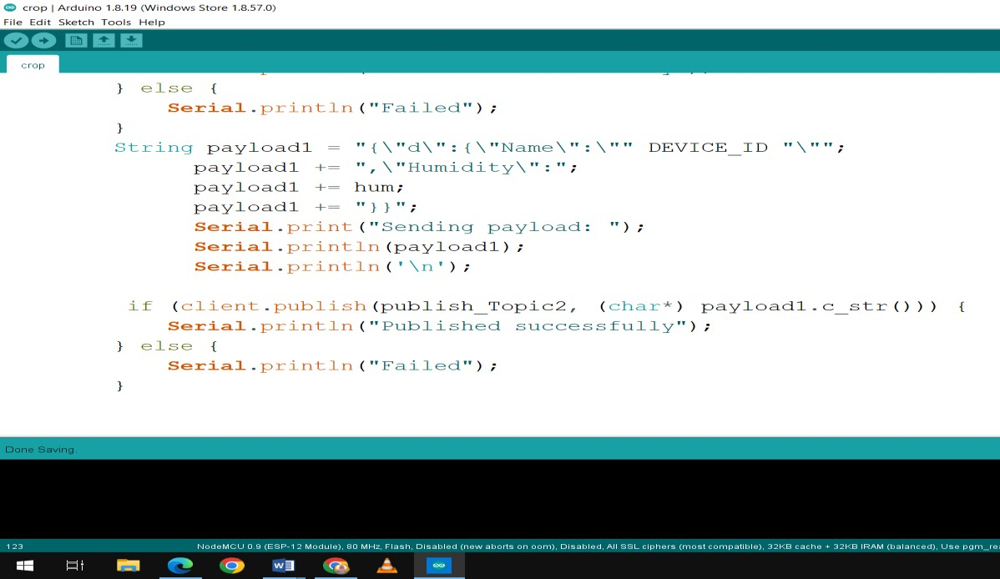 crop | Arduino 1.8.19 (Windows Store 1.8.57.0)
File Edit Sketch Tools Help
crop
} else {
Serial.println("Failed");
}
String payload1 = "{\"d\":{\"Name\":\"" DEVICE_ID "\"";
payload1 += ",\"Humidity\":";
payload1 += hum;
payload1 += "}}";
Serial.print("Sending payload: ");
Serial.println(payload1);
Serial.println('\n');
if (client.publish(publish_Topic2, (char*) payload1.c_str())) {
Serial.println("Published successfully");
} else {
Serial.println("Failed");
}
Done Saving.
123 NodeMCU 0.9 (ESP-12 Module), 80 MHz, Flash, Disabled (new aborts on oom), Disabled, All SSL ciphers (most compatible), 32KB cache + 32KB IRAM (balanced), Use pgm_re